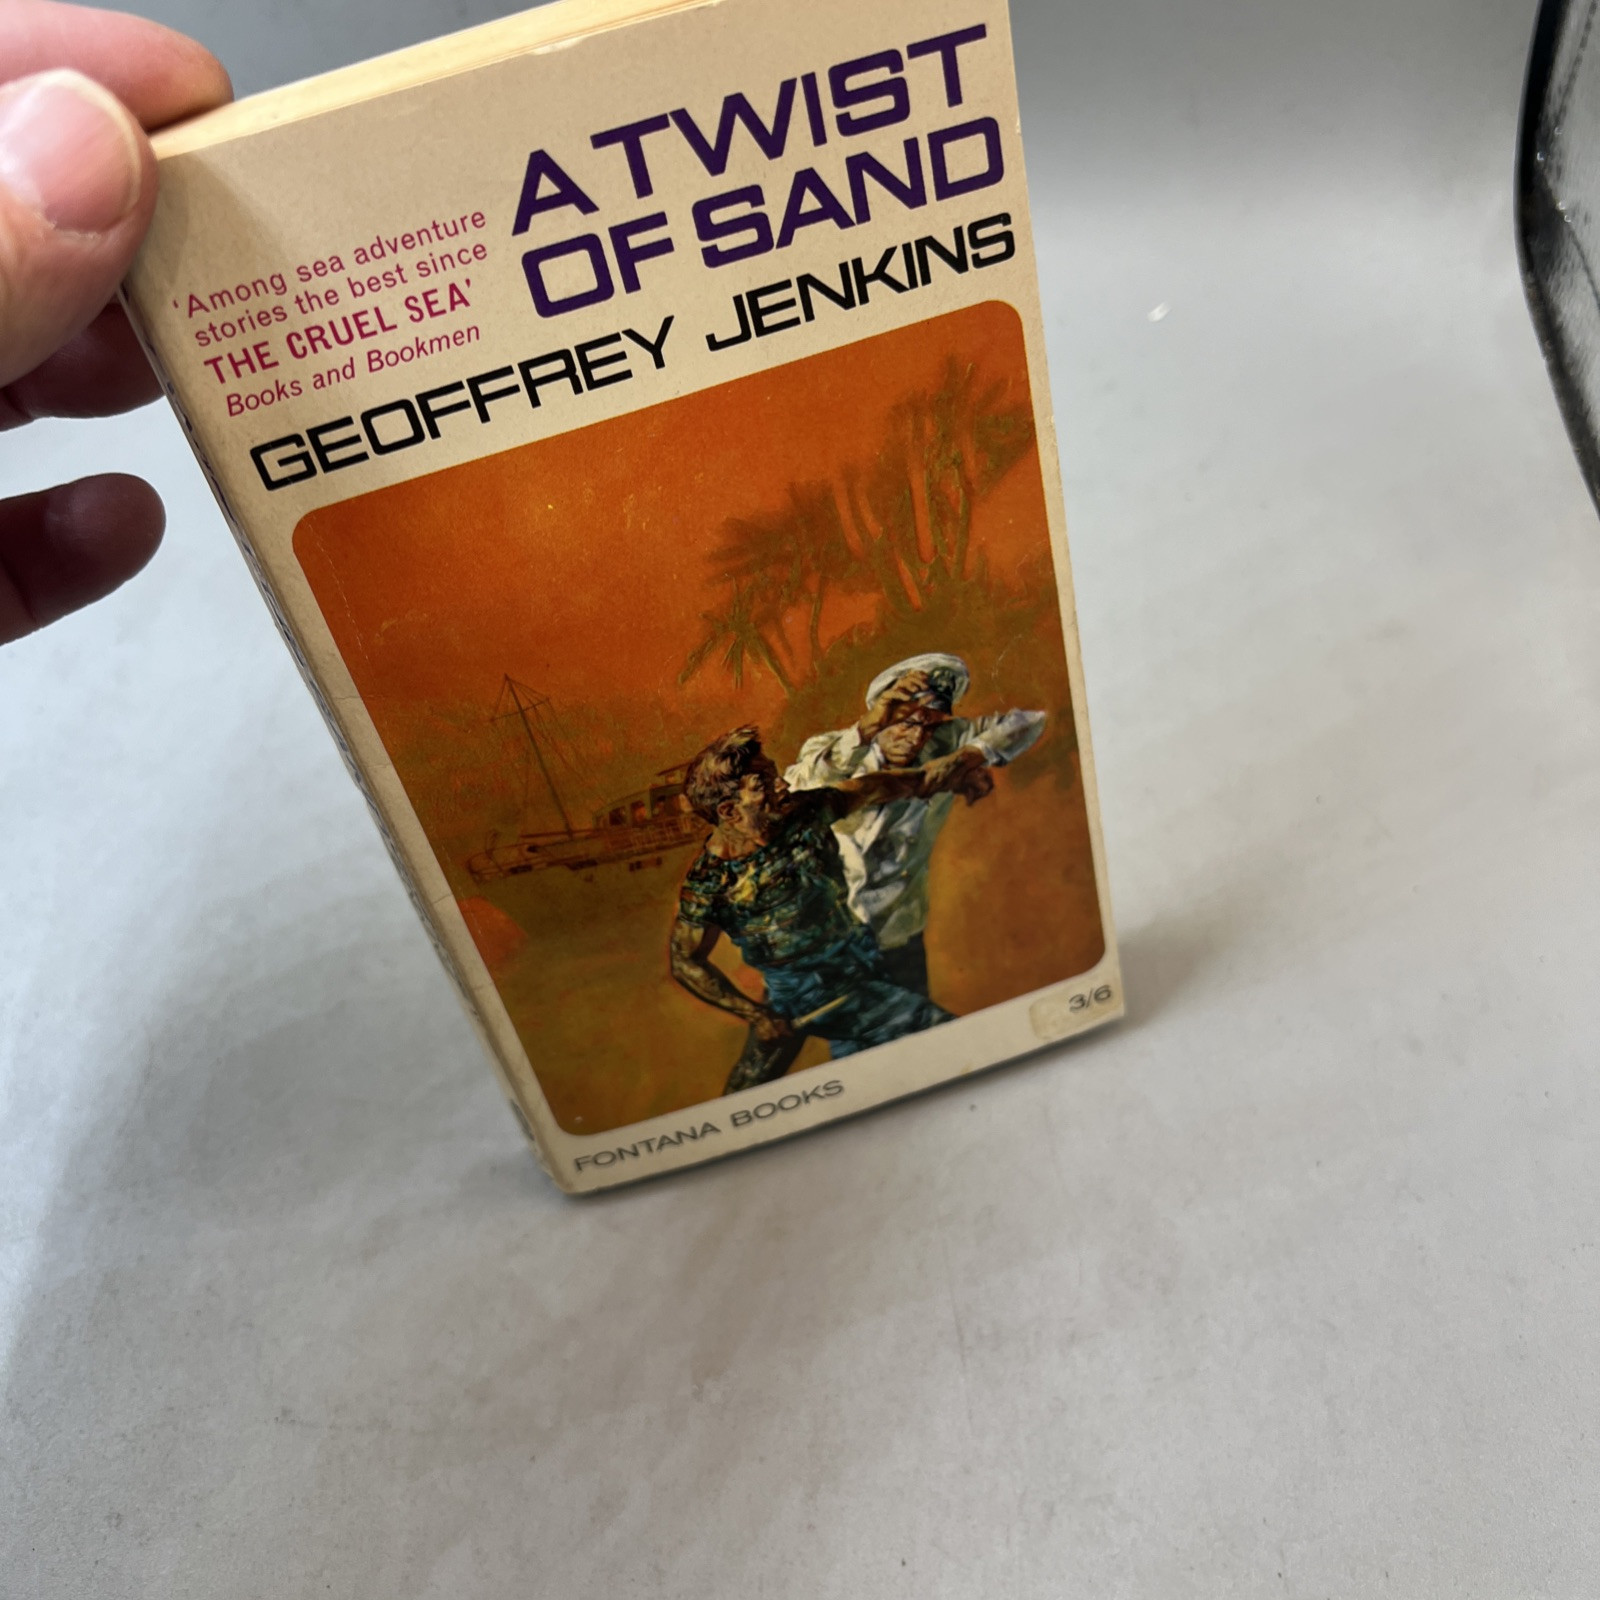 A TWIST
OF SAND
'Among sea adventure
stories the best since
THE CRUEL SEA'
Books and Bookmen
GEOFFREY JENKINS
3/6
FONTANA BOOKS